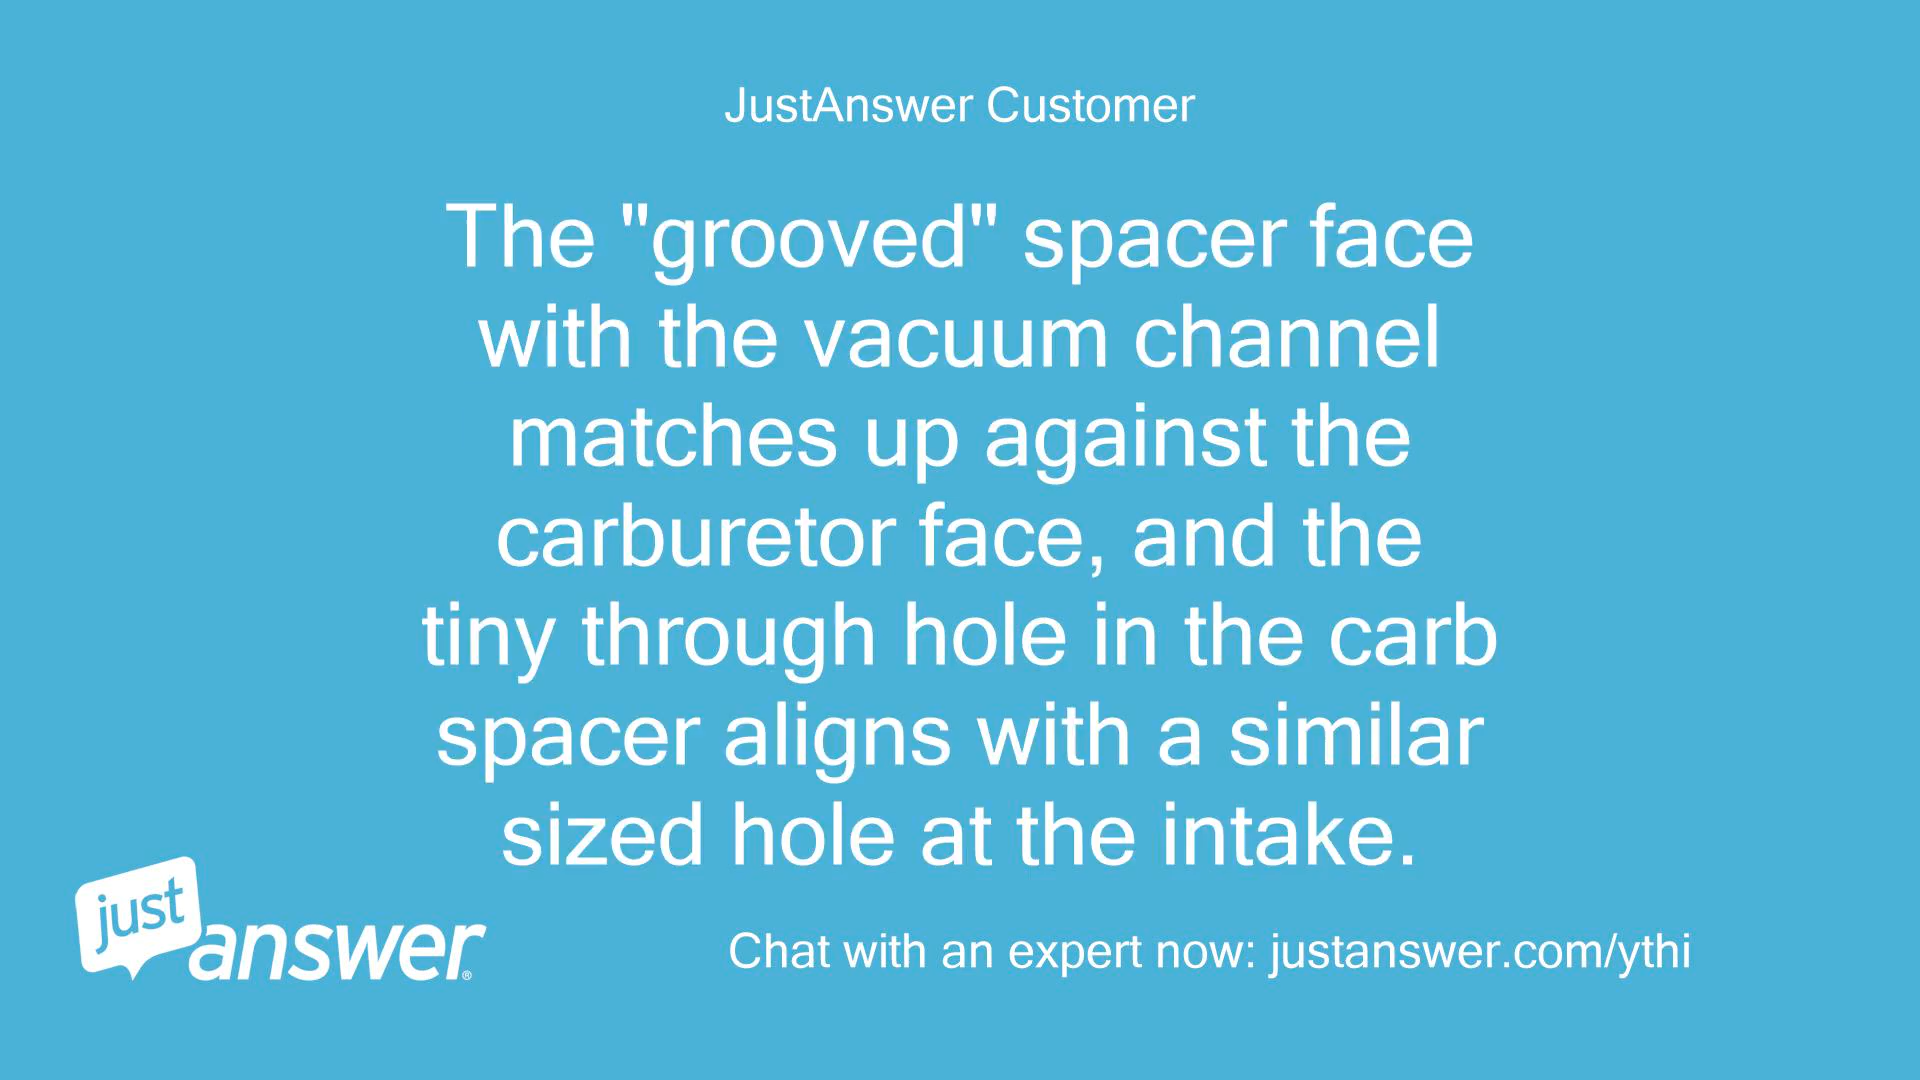 JustAnswer Customer
The "grooved" spacer face
with the vacuum channel
matches up against the
carburetor face, and the
tiny through hole in the carb
spacer aligns with a similar
sized hole at the intake.
just
answer®
Chat with an expert now: justanswer.com/ythi